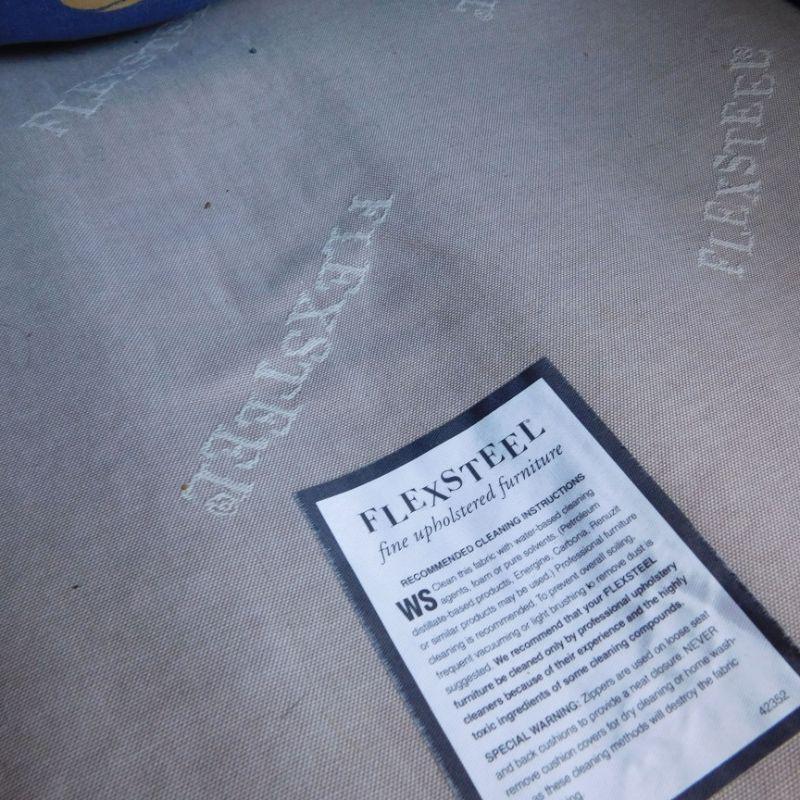 FLEXSTEEL
FLEXSTEEL ®
FLEXSTEEL®
FLEXSTEEL®
fine upholstered furniture
RECOMMENDED CLEANING INSTRUCTIONS
WS Clean this fabric with water-based cleaning
agents, foam or pure solvents. (Petroleum
distillate-based products, Energine, Carbona, Renuzit
or similar products may be used.) Professional furniture
cleaning is recommended. To prevent overall soiling,
frequent vacuuming or light brushing to remove dust is
suggested. We recommend that your FLEXSTEEL
furniture be cleaned only by professional upholstery
cleaners because of their experience and the highly
toxic ingredients of some cleaning compounds.
SPECIAL WARNING: Zippers are used on loose seat
and back cushions to provide a neat closure. NEVER
remove cushion covers for dry cleaning or home wash-
as these cleaning methods will destroy the fabric
42352